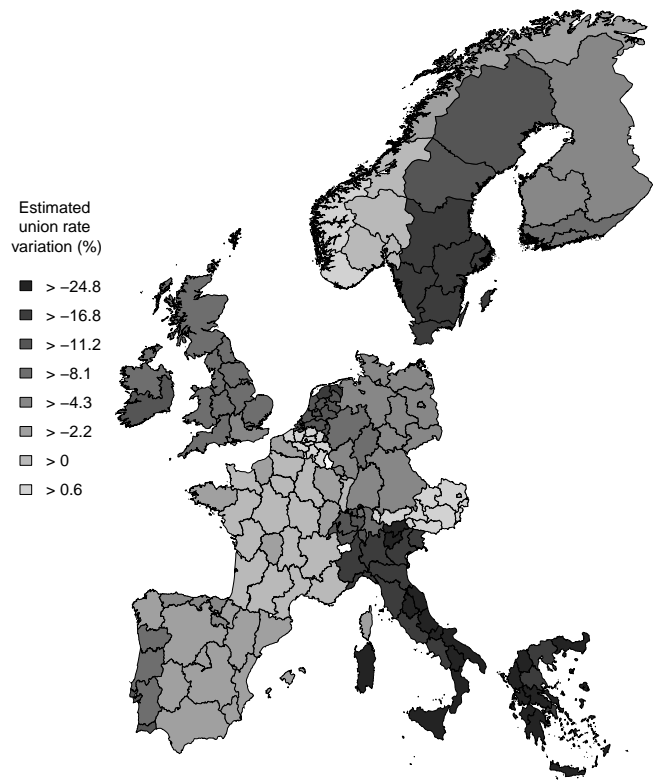 Estimated
union rate
variation (%)
> −24.8
> −16.8
> −11.2
> −8.1
> −4.3
> −2.2
> 0
> 0.6